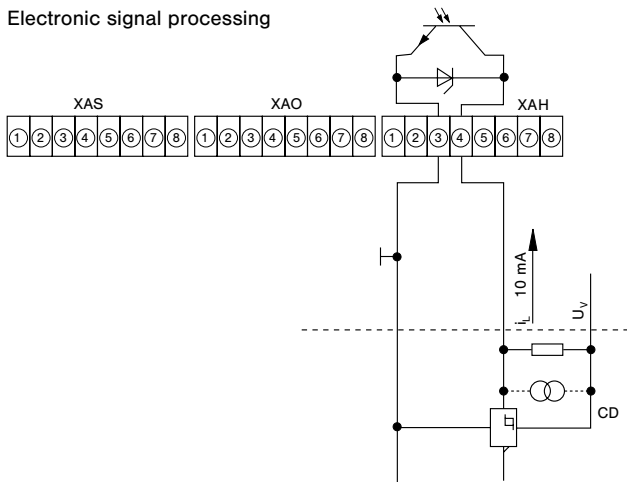 Electronic signal processing
XAS XAO XAH
1 2 3 4 5 6 7 8 1 2 3 4 5 6 7 8 1 2 3 4 5 6 7 8
iL 10 mA
UV
CD